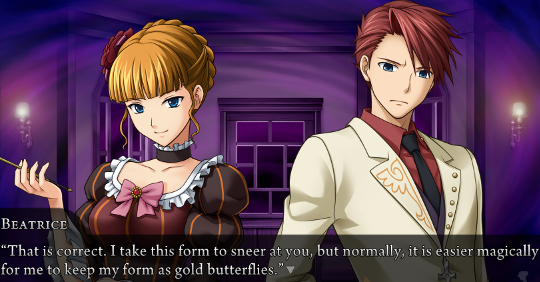 BEATRICE
“That is correct. I take this form to sneer at you, but normally, it is easier magically
for me to keep my form as gold butterflies.”